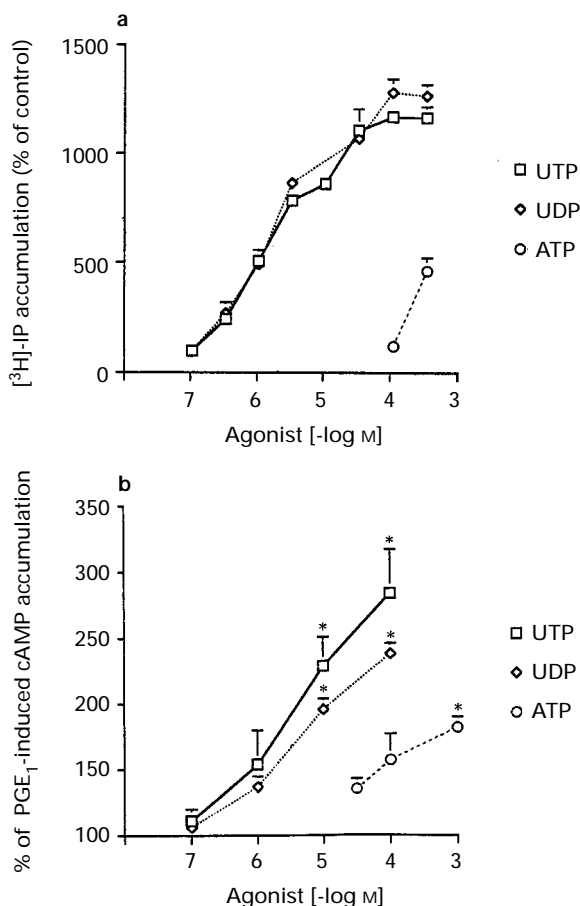 a
[³H]-IP accumulation (% of control)
1500
1000
500
0
7 6 5 4 3
Agonist [-log M]
UTP
UDP
ATP
b
% of PGE₁-induced cAMP accumulation
350
300
250
200
150
100
* * * * *
7 6 5 4 3
Agonist [-log M]
UTP
UDP
ATP